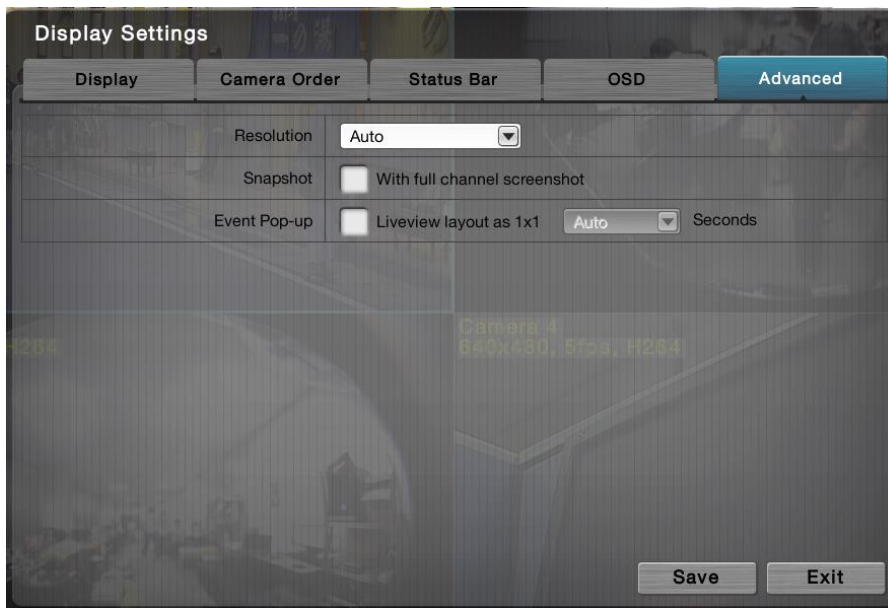 Display Settings
Display Camera Order Status Bar OSD Advanced
Resolution Auto
Snapshot With full channel screenshot
Event Pop-up Liveview layout as 1x1 Auto Seconds
Camera 4
H264 640x480, 5fps, H264
Save Exit